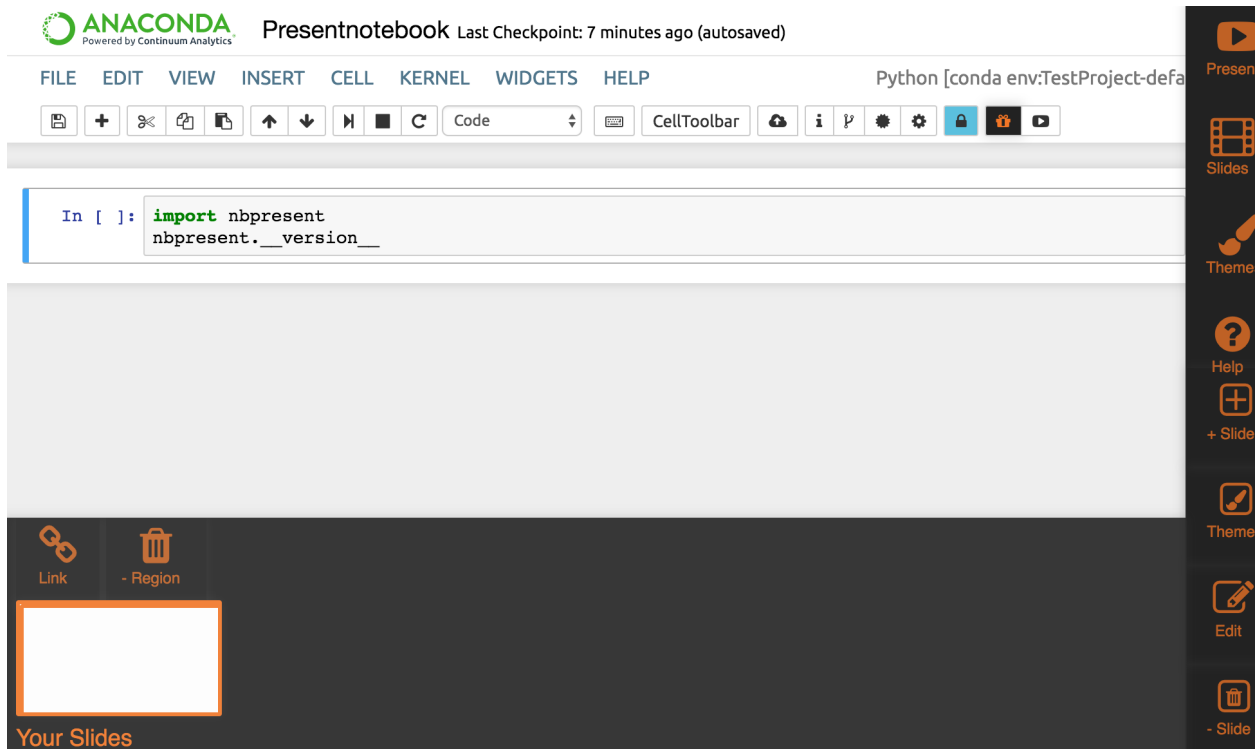 ANACONDA
Powered by Continuum Analytics
Presentnotebook Last Checkpoint: 7 minutes ago (autosaved)
FILE EDIT VIEW INSERT CELL KERNEL WIDGETS HELP Python [conda env:TestProject-defa
Code CellToolbar
In [ ]: import nbpresent
nbpresent.__version__
Presen
Slides
Theme
Help
+ Slide
Theme
Edit
- Slide
Link - Region
Your Slides